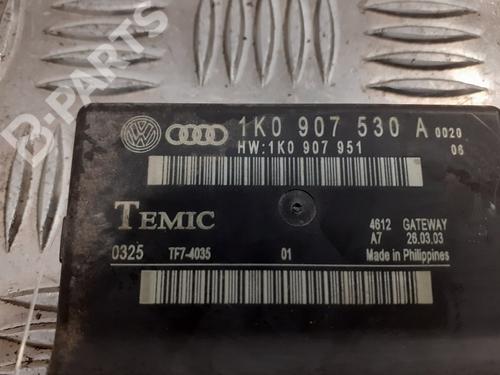 B-PARTS
1K0 907 530 A 0020
HW:1K0 907 951 06
TEMIC
4612 GATEWAY
A7 26.03.03
0325 TF7-4035 01 Made in Philippines